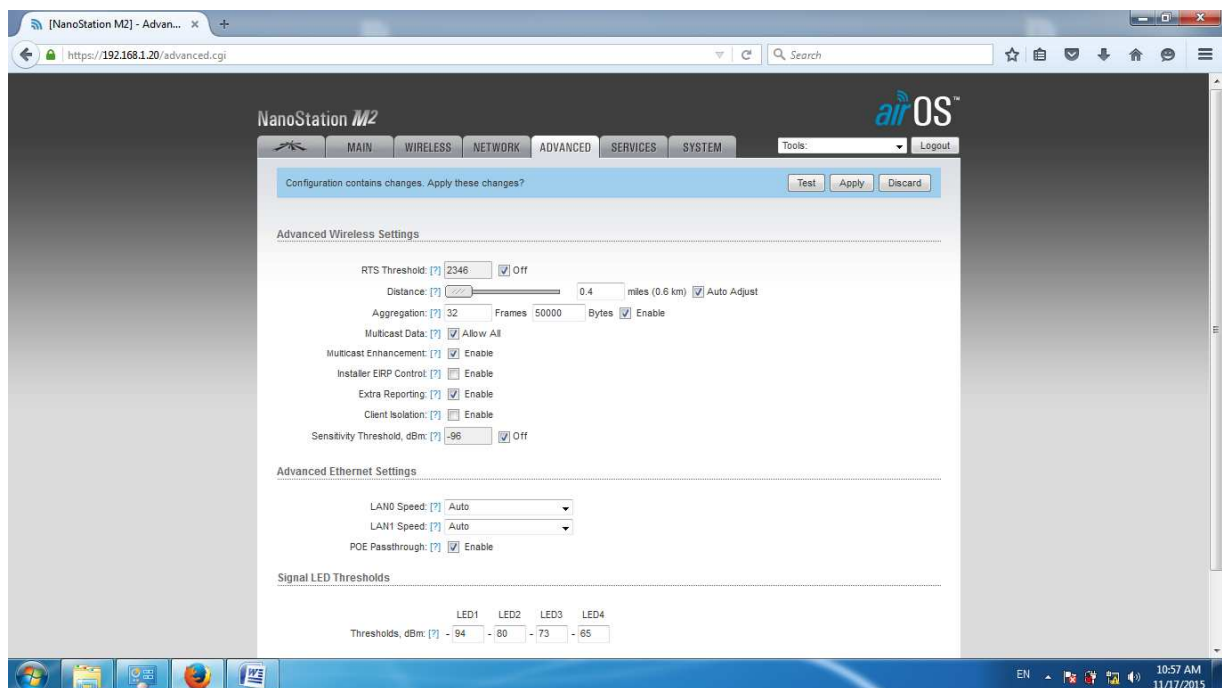 [NanoStation M2] - Advan...
https://192.168.1.20/advanced.cgi
Search
NanoStation M2
airOS™
MAIN WIRELESS NETWORK ADVANCED SERVICES SYSTEM Tools: Logout
Configuration contains changes. Apply these changes? Test Apply Discard
Advanced Wireless Settings
RTS Threshold: [?] 2346 Off
Distance: [?] 0.4 miles (0.6 km) Auto Adjust
Aggregation: [?] 32 Frames 50000 Bytes Enable
Multicast Data: [?] Allow All
Multicast Enhancement: [?] Enable
Installer EIRP Control: [?] Enable
Extra Reporting: [?] Enable
Client Isolation: [?] Enable
Sensitivity Threshold, dBm: [?] -96 Off
Advanced Ethernet Settings
LAN0 Speed: [?] Auto
LAN1 Speed: [?] Auto
POE Passthrough: [?] Enable
Signal LED Thresholds
LED1 LED2 LED3 LED4
Thresholds, dBm: [?] - 94 - 80 - 73 - 65
EN 10:57 AM
11/17/2015